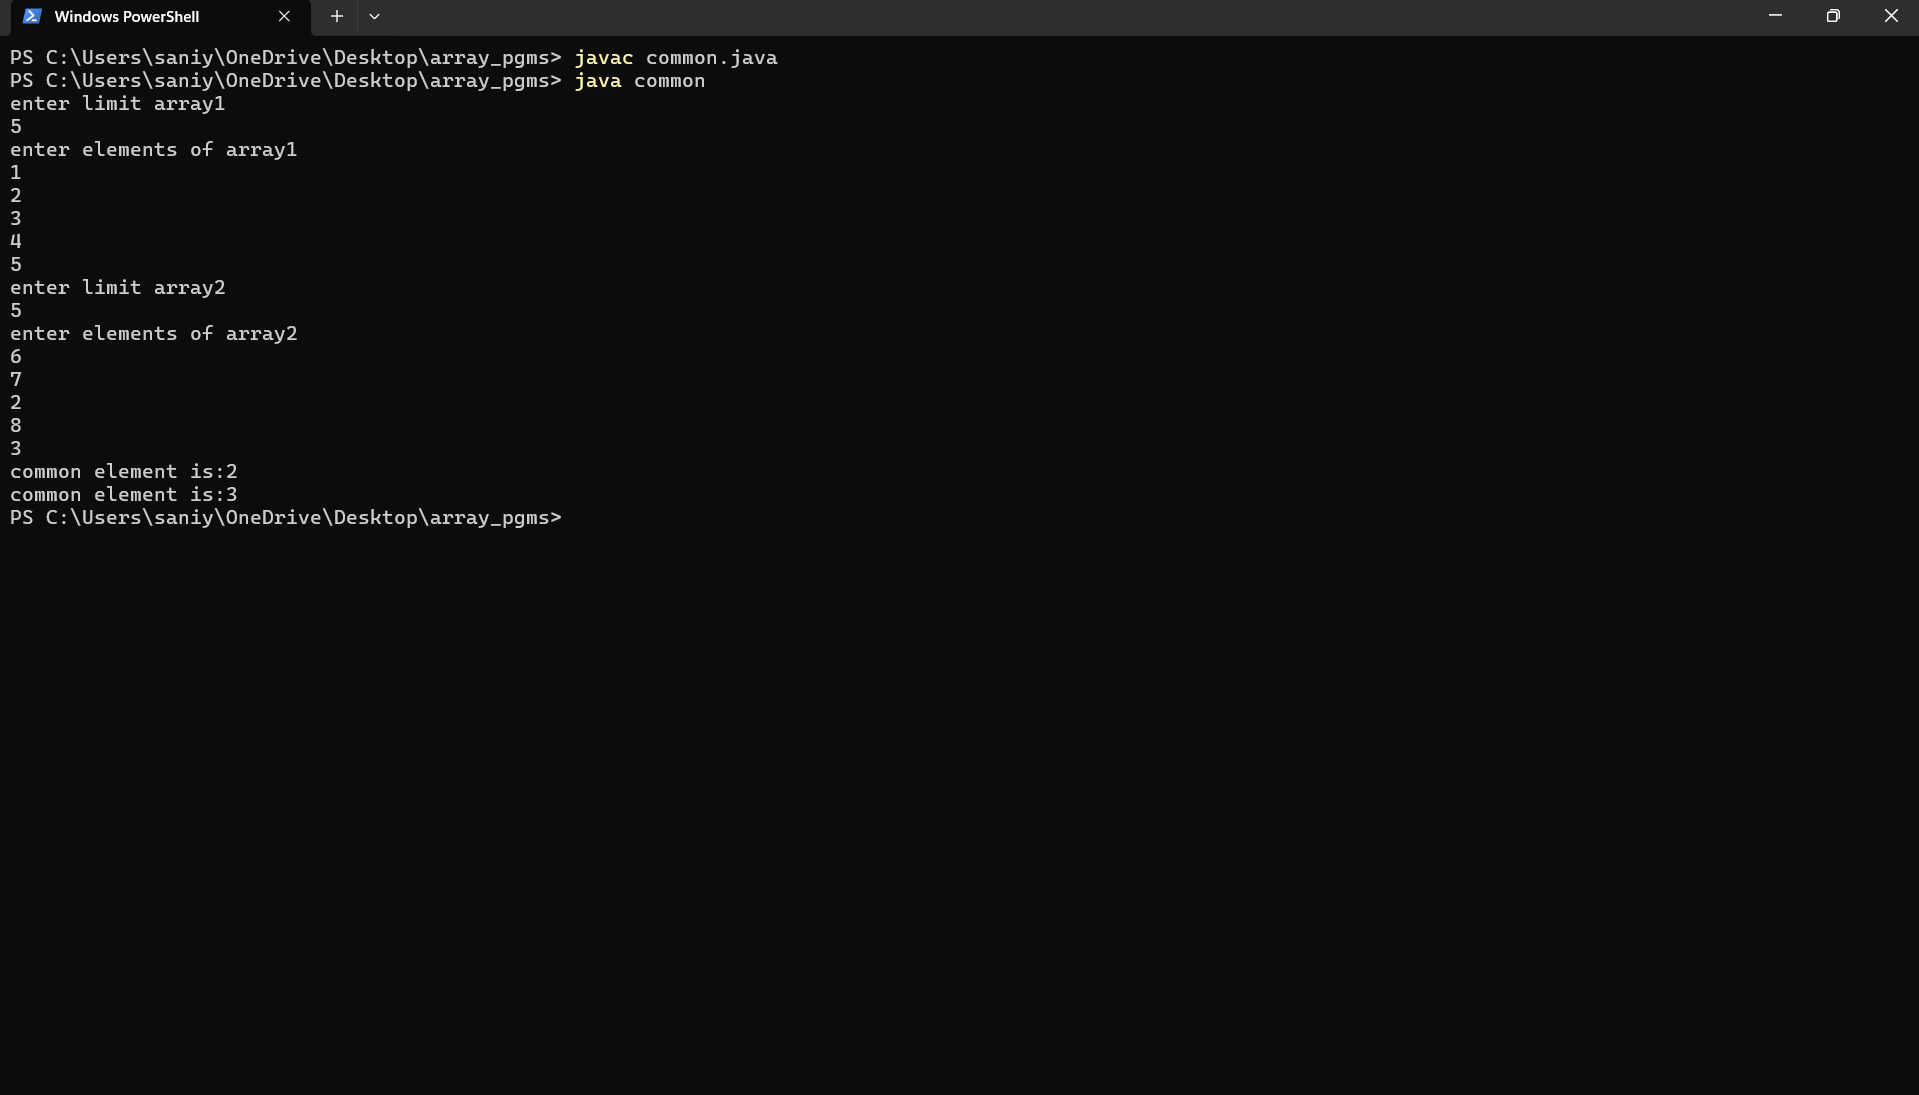 Windows PowerShell
PS C:\Users\saniy\OneDrive\Desktop\array_pgms> javac common.java
PS C:\Users\saniy\OneDrive\Desktop\array_pgms> java common
enter limit array1
5
enter elements of array1
1
2
3
4
5
enter limit array2
5
enter elements of array2
6
7
2
8
3
common element is:2
common element is:3
PS C:\Users\saniy\OneDrive\Desktop\array_pgms>